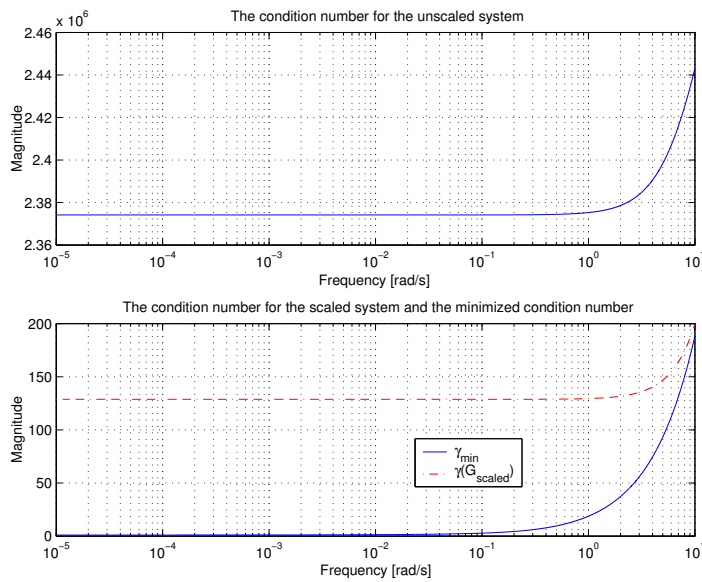 The condition number for the unscaled system
x 10^6
2.46
2.44
2.42
2.4
2.38
2.36
Magnitude
10^-5 10^-4 10^-3 10^-2 10^-1 10^0 10^1
Frequency [rad/s]
The condition number for the scaled system and the minimized condition number
200
150
100
50
0
Magnitude
γ_min
γ(G_scaled)
10^-5 10^-4 10^-3 10^-2 10^-1 10^0 10^1
Frequency [rad/s]